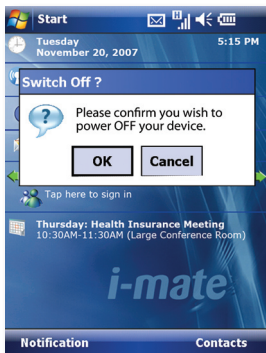 Start
H
Tuesday
5:15 PM
November 20, 2007
Switch Off ?
Please confirm you wish to
power OFF your device.
OK
Cancel
Tap here to sign in
Thursday: Health Insurance Meeting
10:30AM-11:30AM (Large Conference Room)
i-mate
Notification
Contacts